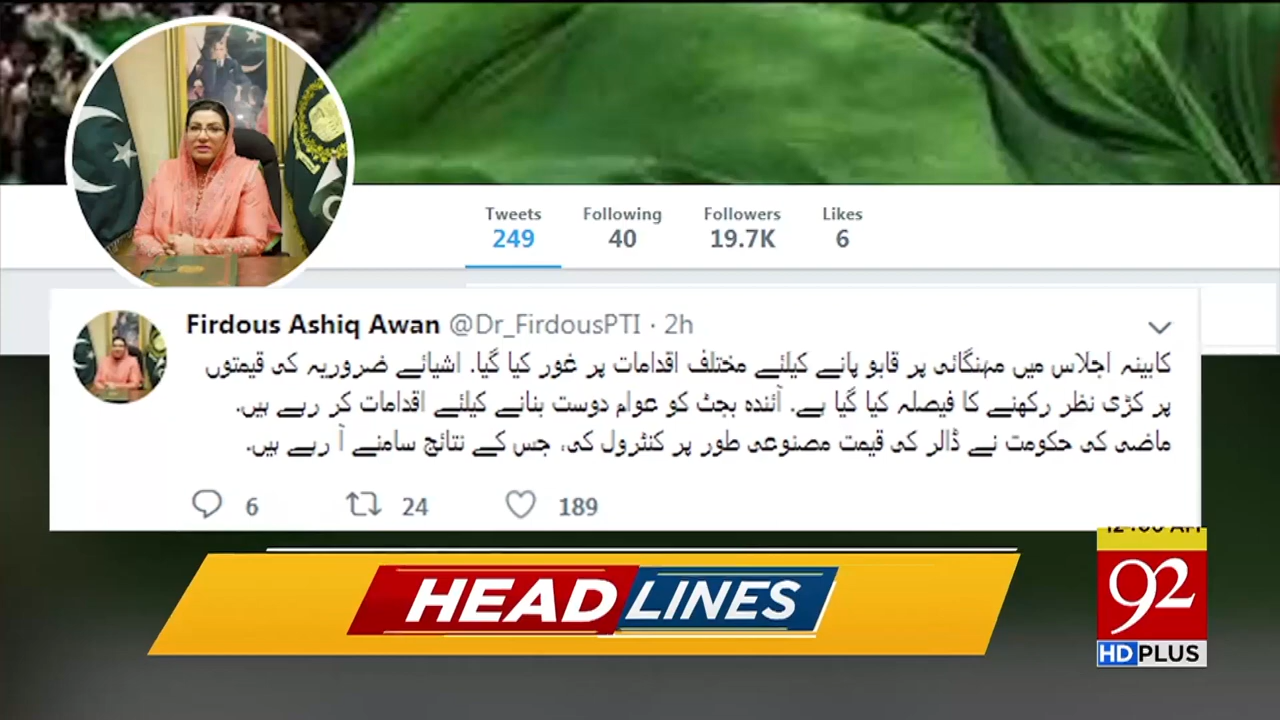 Tweets Following Followers Likes
249 40 19.7K 6
Firdous Ashiq Awan @Dr_FirdousPTI · 2h
کابینہ اجلاس میں مہنگائی پر قابو پانے کیلئے مختلف اقدامات پر غور کیا گیا۔ اشیائے ضروریہ کی قیمتوں
پر کڑی نظر رکھنے کا فیصلہ کیا گیا ہے۔ آئندہ بجٹ کو عوام دوست بنانے کیلئے اقدامات کر رہے ہیں۔
ماضی کی حکومت نے ڈالر کی قیمت مصنوعی طور پر کنٹرول کی، جس کے نتائج سامنے آ رہے ہیں۔
6 24 189
HEADLINES
92
HD PLUS